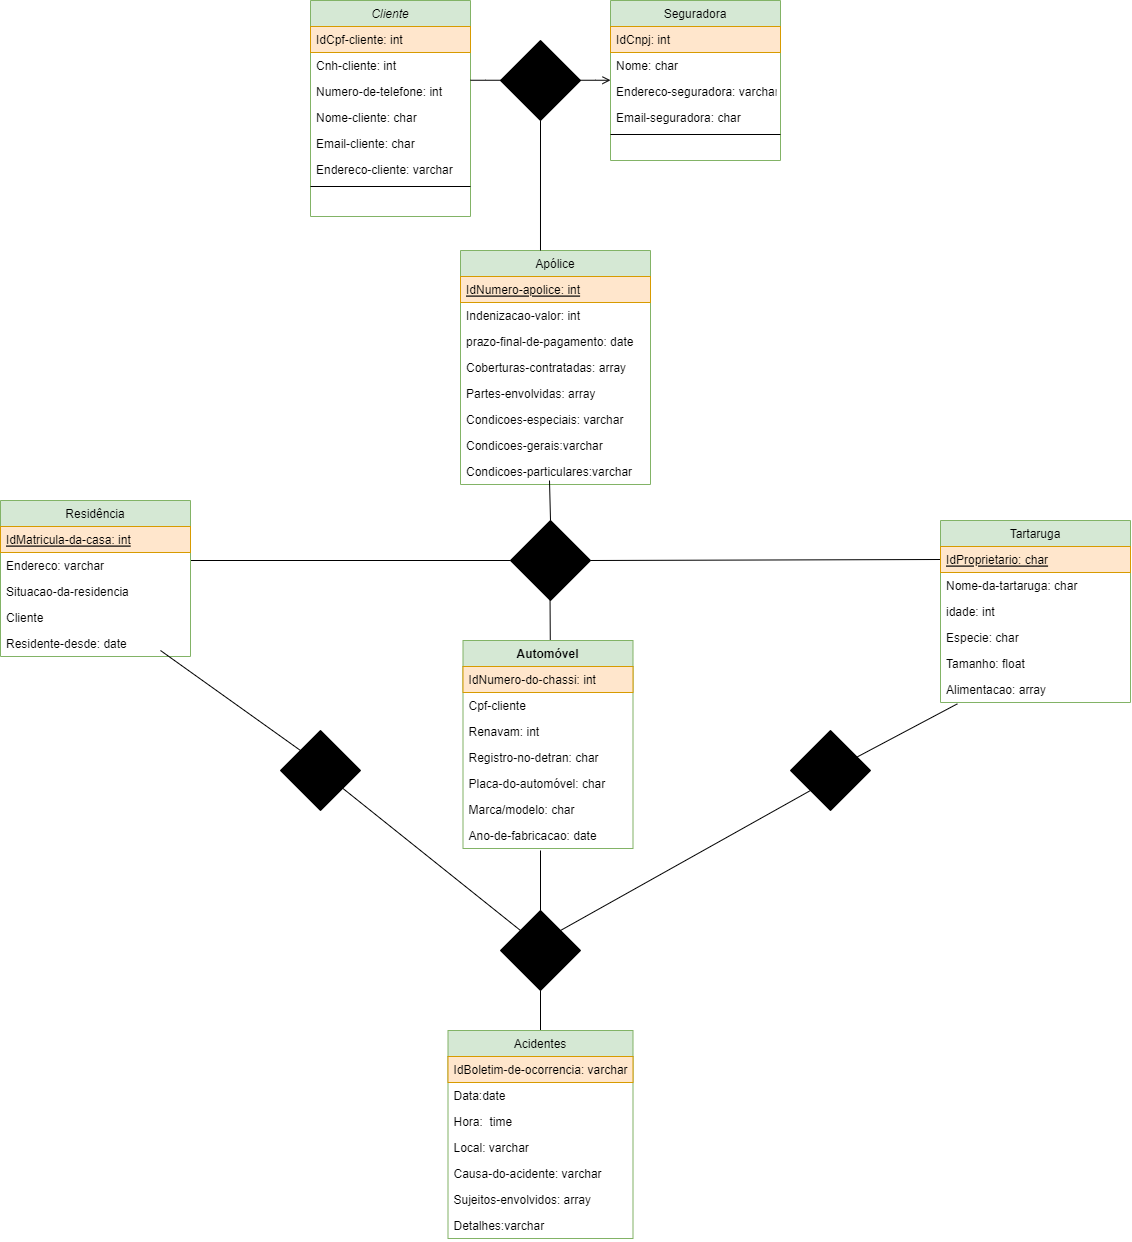 Cliente
IdCpf-cliente: int
Cnh-cliente: int
Numero-de-telefone: int
Nome-cliente: char
Email-cliente: char
Endereco-cliente: varchar
Seguradora
IdCnpj: int
Nome: char
Endereco-seguradora: varchar
Email-seguradora: char
Apólice
IdNumero-apolice: int
Indenizacao-valor: int
prazo-final-de-pagamento: date
Coberturas-contratadas: array
Partes-envolvidas: array
Condicoes-especiais: varchar
Condicoes-gerais:varchar
Condicoes-particulares:varchar
Residência
IdMatricula-da-casa: int
Endereco: varchar
Situacao-da-residencia
Cliente
Residente-desde: date
Tartaruga
IdProprietario: char
Nome-da-tartaruga: char
idade: int
Especie: char
Tamanho: float
Alimentacao: array
Automóvel
IdNumero-do-chassi: int
Cpf-cliente
Renavam: int
Registro-no-detran: char
Placa-do-automóvel: char
Marca/modelo: char
Ano-de-fabricacao: date
Acidentes
IdBoletim-de-ocorrencia: varchar
Data:date
Hora:  time
Local: varchar
Causa-do-acidente: varchar
Sujeitos-envolvidos: array
Detalhes:varchar